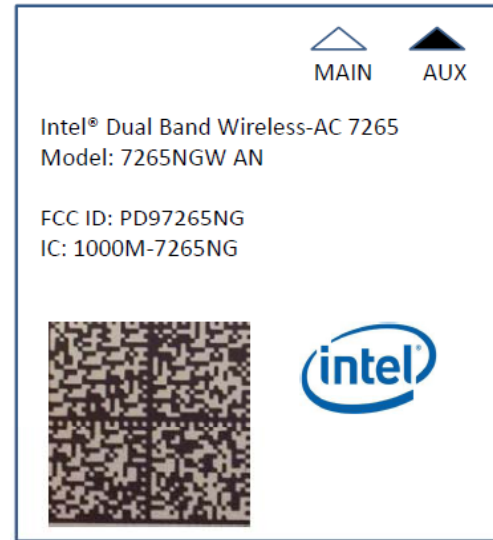 MAIN AUX
Intel® Dual Band Wireless-AC 7265
Model: 7265NGW AN
FCC ID: PD97265NG
IC: 1000M-7265NG
intel®